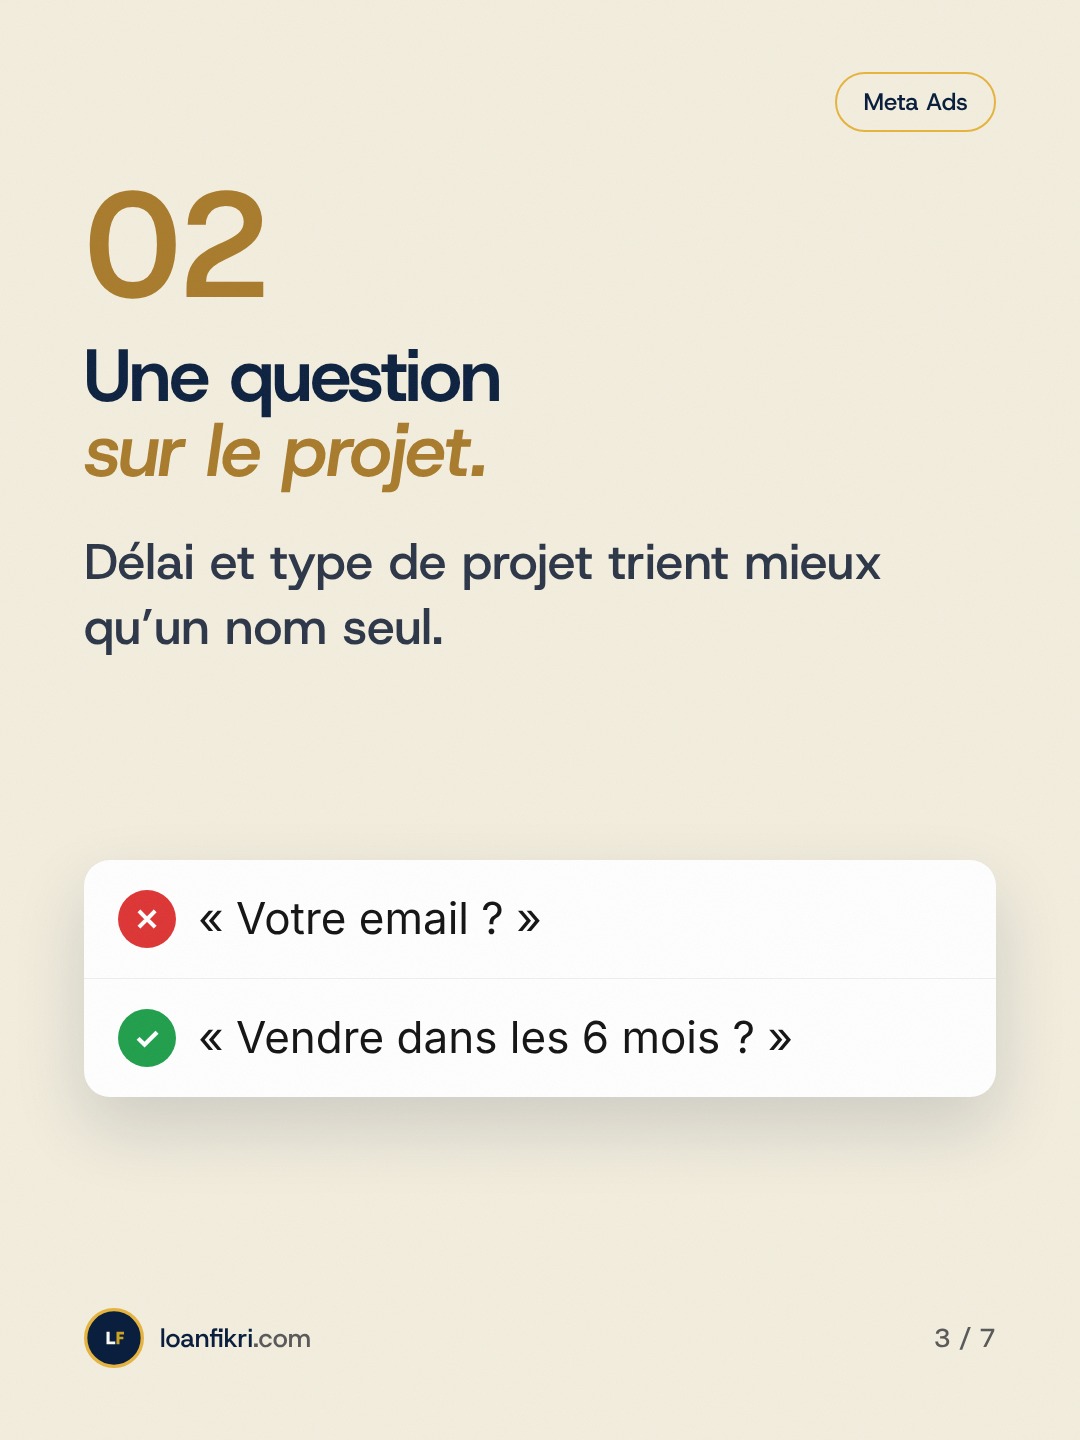 Meta Ads
02
Une question
sur le projet.
Délai et type de projet trient mieux
qu’un nom seul.
« Votre email ? »
« Vendre dans les 6 mois ? »
LF
loanfikri.com
3 / 7